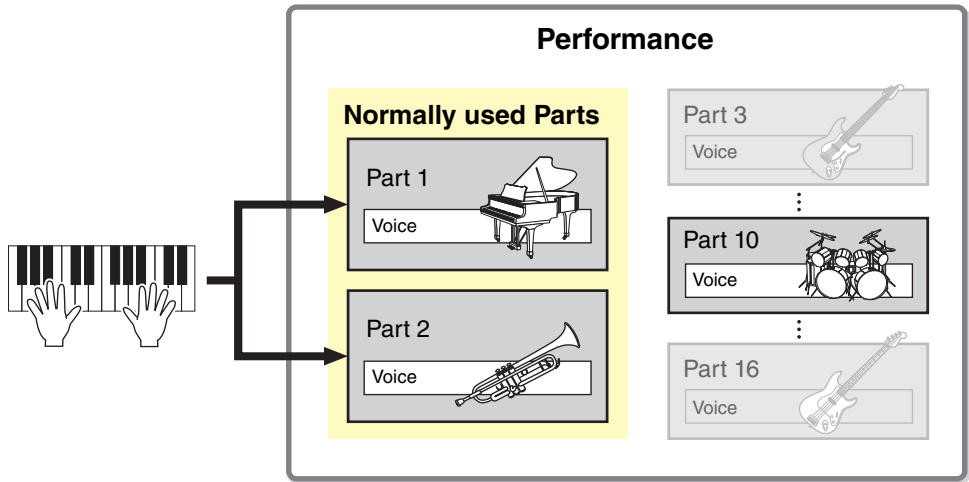 Performance
Normally used Parts
Part 1
Voice
Part 2
Voice
Part 3
Voice
Part 10
Voice
Part 16
Voice